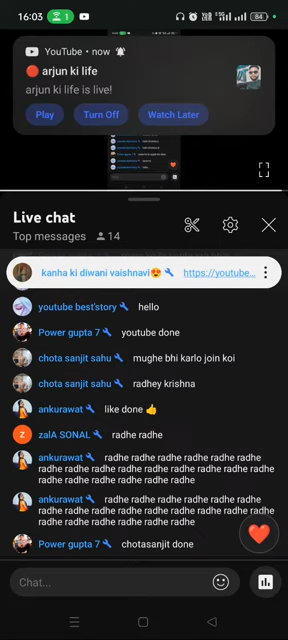 16:03
1
84
YouTube • now
🔴 arjun ki life
arjun ki life is live!
Play
Turn Off
Watch Later
Live chat
Top messages
14
kanha ki diwani vaishnavi😍 https://youtube...
youtube best'story hello
Power gupta 7 youtube done
chota sanjit sahu mughe bhi karlo join koi
chota sanjit sahu radhey krishna
ankurawat like done 👍
Z
zalA SONAL radhe radhe
ankurawat radhe radhe radhe radhe radhe radhe
radhe radhe radhe radhe radhe radhe radhe radhe radhe
radhe radhe radhe radhe radhe radhe
ankurawat radhe radhe radhe radhe radhe radhe
radhe radhe radhe radhe radhe radhe radhe radhe radhe
radhe radhe radhe radhe radhe radhe
Power gupta 7 chotasanjit done
Chat...